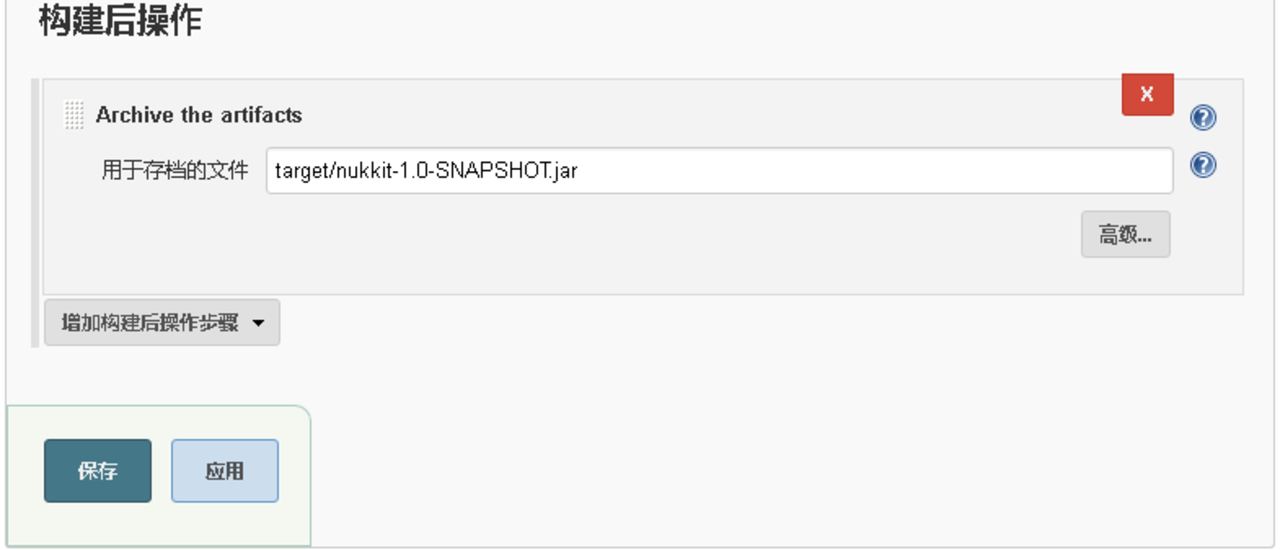 构建后操作
X
Archive the artifacts
用于存档的文件 target/nukkit-1.0-SNAPSHOT.jar
高级...
增加构建后操作步骤
保存 应用